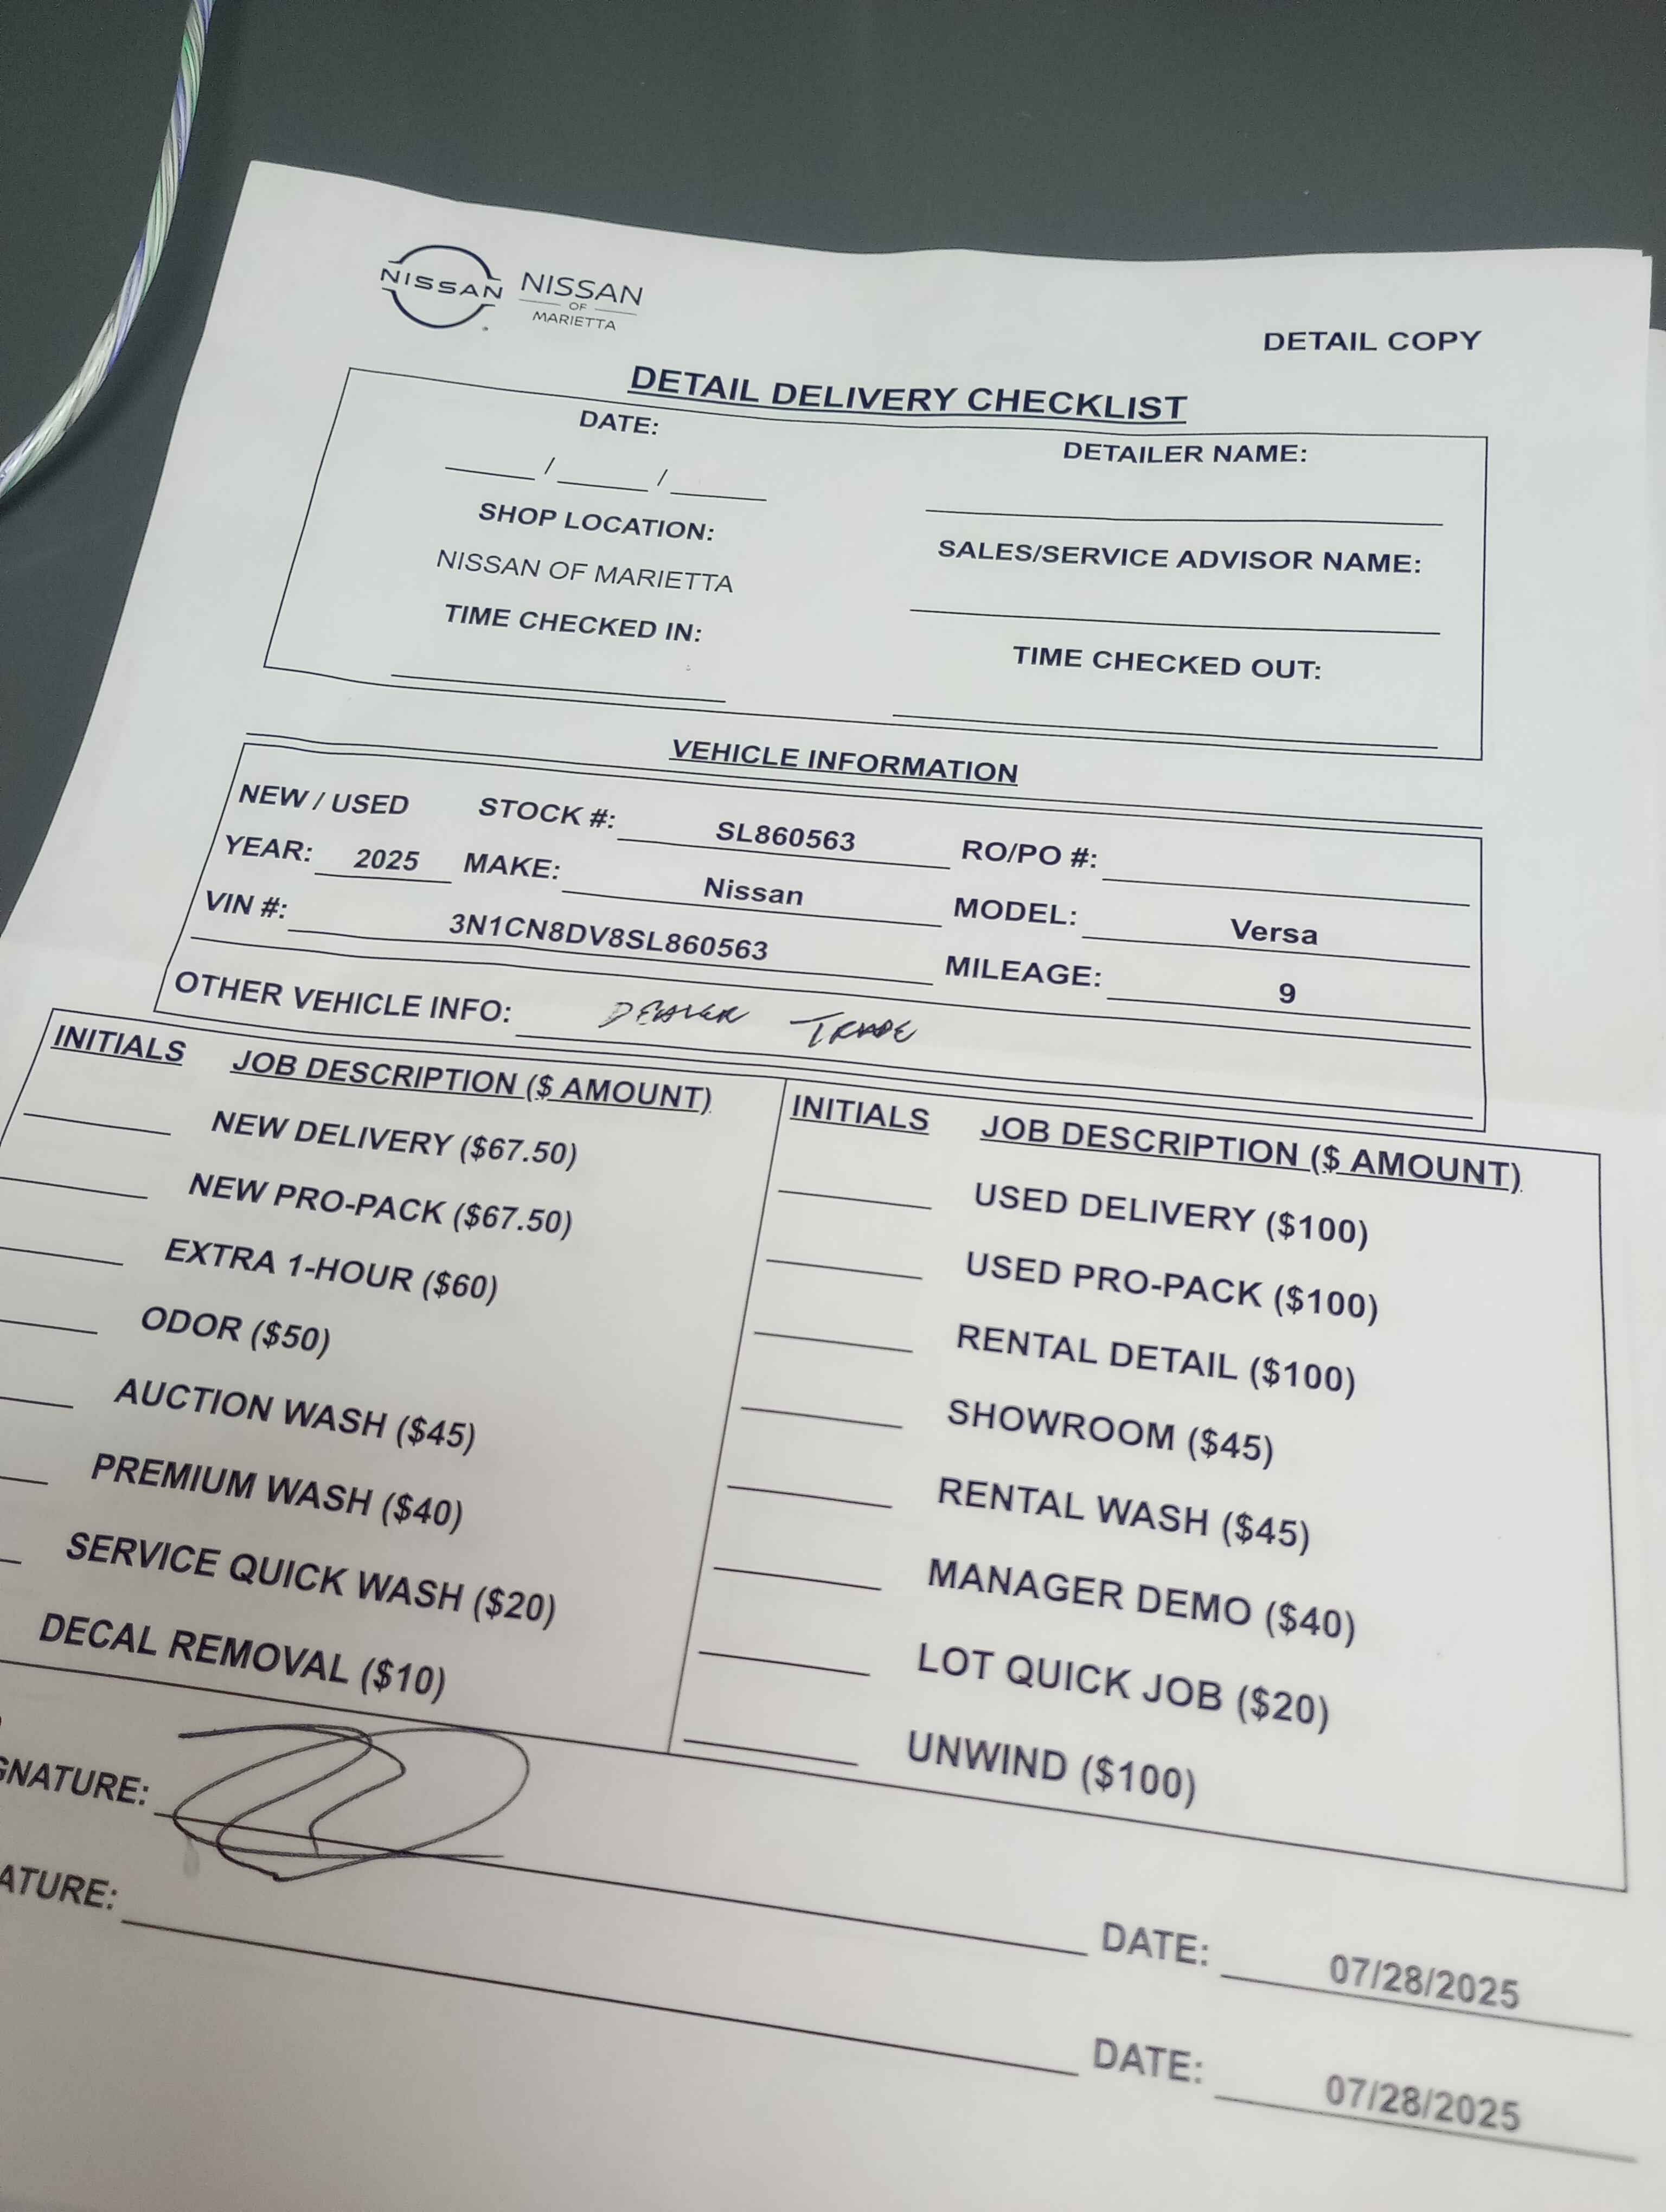 NISSAN
NISSAN
OF
MARIETTA
DETAIL COPY
DETAIL DELIVERY CHECKLIST
DATE:
DETAILER NAME:
/ /
SHOP LOCATION:
SALES/SERVICE ADVISOR NAME:
NISSAN OF MARIETTA
TIME CHECKED IN:
TIME CHECKED OUT:
VEHICLE INFORMATION
NEW / USED STOCK #: SL860563 RO/PO #:
YEAR: 2025 MAKE: Nissan MODEL: Versa
VIN #: 3N1CN8DV8SL860563 MILEAGE: 9
OTHER VEHICLE INFO: DEALER TRADE
INITIALS JOB DESCRIPTION ($ AMOUNT)
NEW DELIVERY ($67.50)
NEW PRO-PACK ($67.50)
EXTRA 1-HOUR ($60)
ODOR ($50)
AUCTION WASH ($45)
PREMIUM WASH ($40)
SERVICE QUICK WASH ($20)
DECAL REMOVAL ($10)
INITIALS JOB DESCRIPTION ($ AMOUNT)
USED DELIVERY ($100)
USED PRO-PACK ($100)
RENTAL DETAIL ($100)
SHOWROOM ($45)
RENTAL WASH ($45)
MANAGER DEMO ($40)
LOT QUICK JOB ($20)
UNWIND ($100)
GNATURE: DATE: 07/28/2025
ATURE: DATE: 07/28/2025